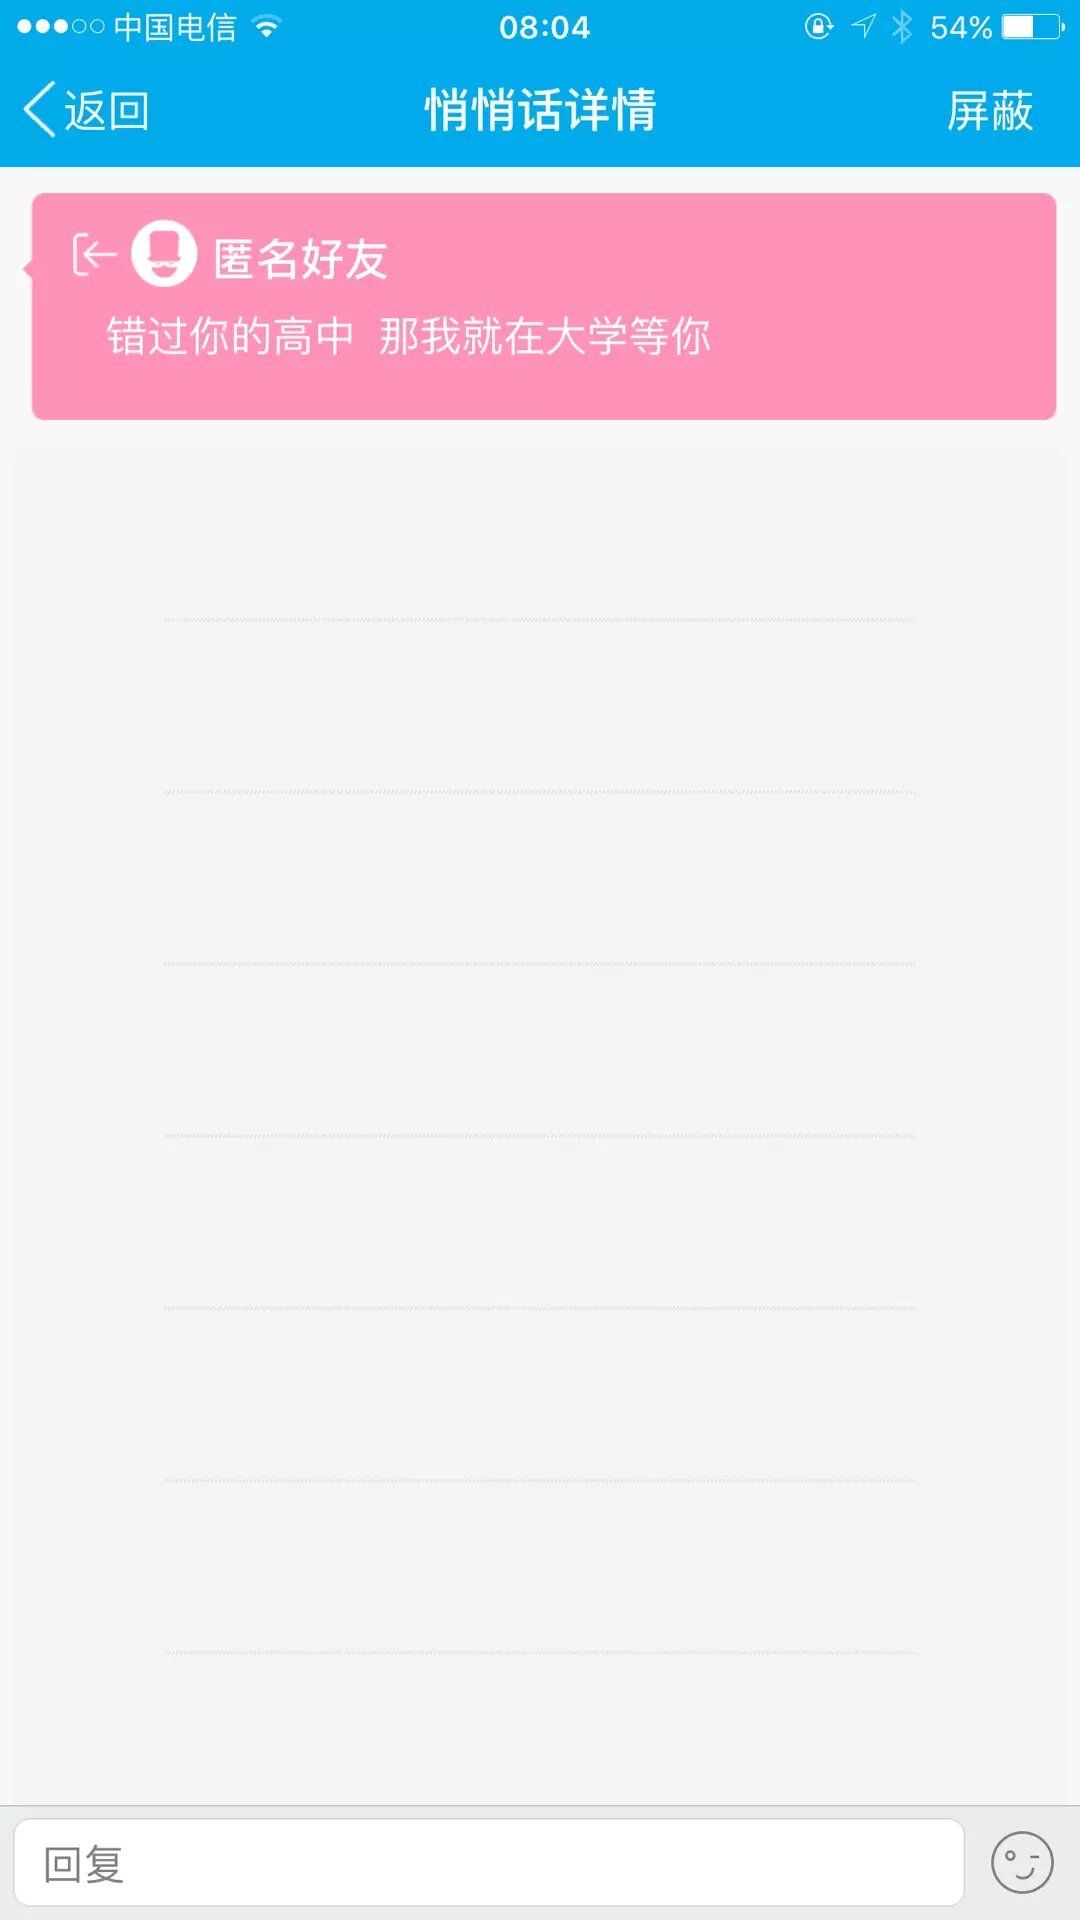 中国电信 08:04 54%
返回 悄悄话详情 屏蔽
匿名好友
错过你的高中 那我就在大学等你
回复